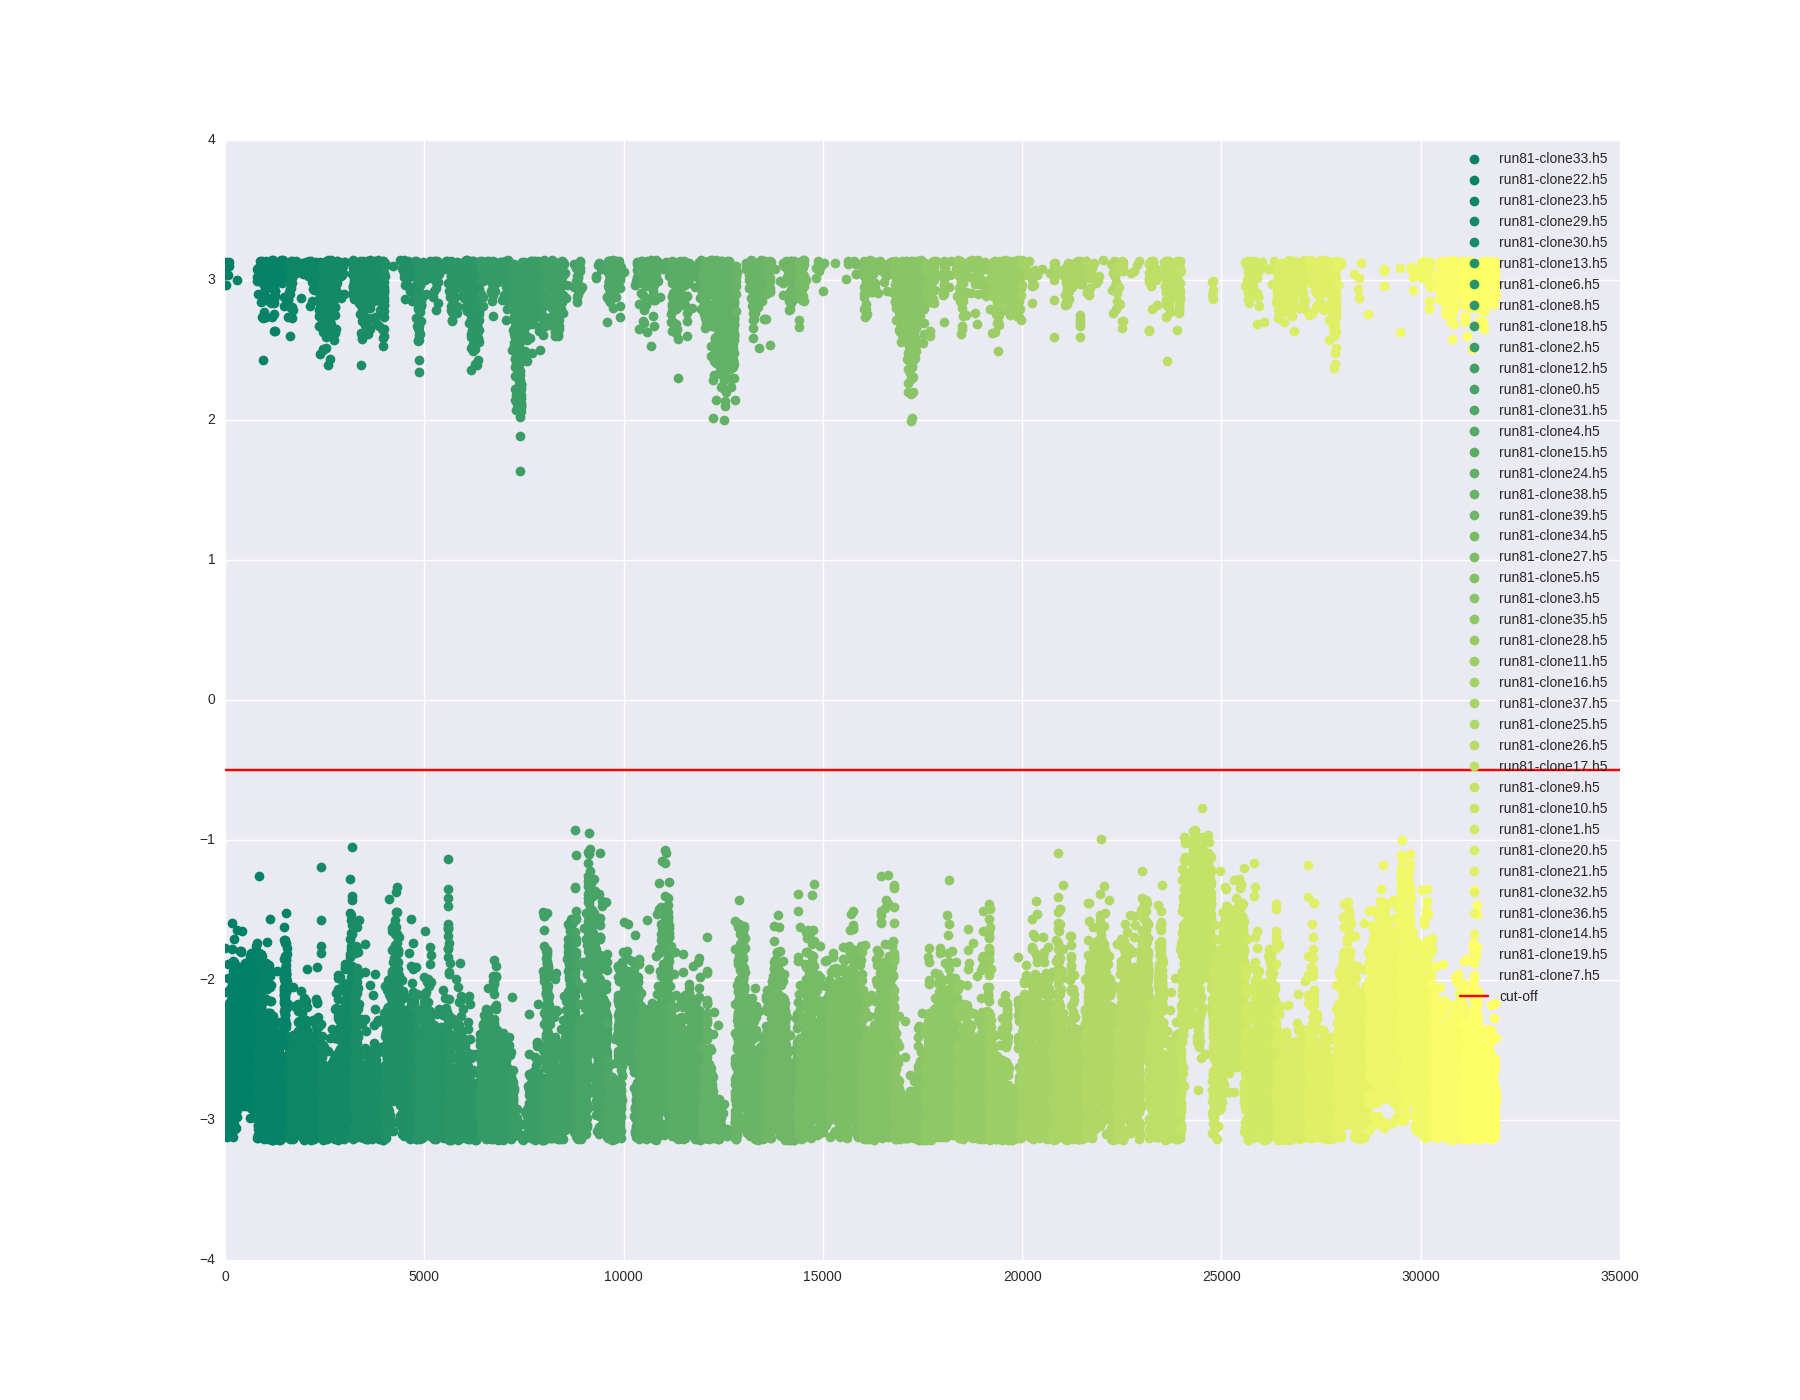 4
3
2
1
0
−1
−2
−3
−4
0 5000 10000 15000 20000 25000 30000 35000
run81-clone33.h5
run81-clone22.h5
run81-clone23.h5
run81-clone29.h5
run81-clone30.h5
run81-clone13.h5
run81-clone6.h5
run81-clone8.h5
run81-clone18.h5
run81-clone2.h5
run81-clone12.h5
run81-clone0.h5
run81-clone31.h5
run81-clone4.h5
run81-clone15.h5
run81-clone24.h5
run81-clone38.h5
run81-clone39.h5
run81-clone34.h5
run81-clone27.h5
run81-clone5.h5
run81-clone3.h5
run81-clone35.h5
run81-clone28.h5
run81-clone11.h5
run81-clone16.h5
run81-clone37.h5
run81-clone25.h5
run81-clone26.h5
run81-clone17.h5
run81-clone9.h5
run81-clone10.h5
run81-clone1.h5
run81-clone20.h5
run81-clone21.h5
run81-clone32.h5
run81-clone36.h5
run81-clone14.h5
run81-clone19.h5
run81-clone7.h5
cut-off